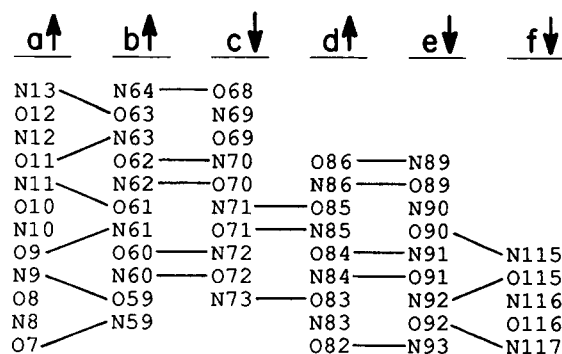 a b c d e f
N13 N64 O68
O12 O63 N69
N12 N63 O69
O11 O62 N70 O86 N89
N11 N62 O70 N86 O89
O10 O61 N71 O85 N90
N10 N61 O71 N85 O90
O9 O60 N72 O84 N91 N115
N9 N60 O72 N84 O91 O115
O8 O59 N73 O83 N92 N116
N8 N59 N83 O92 O116
O7 O82 N93 N117